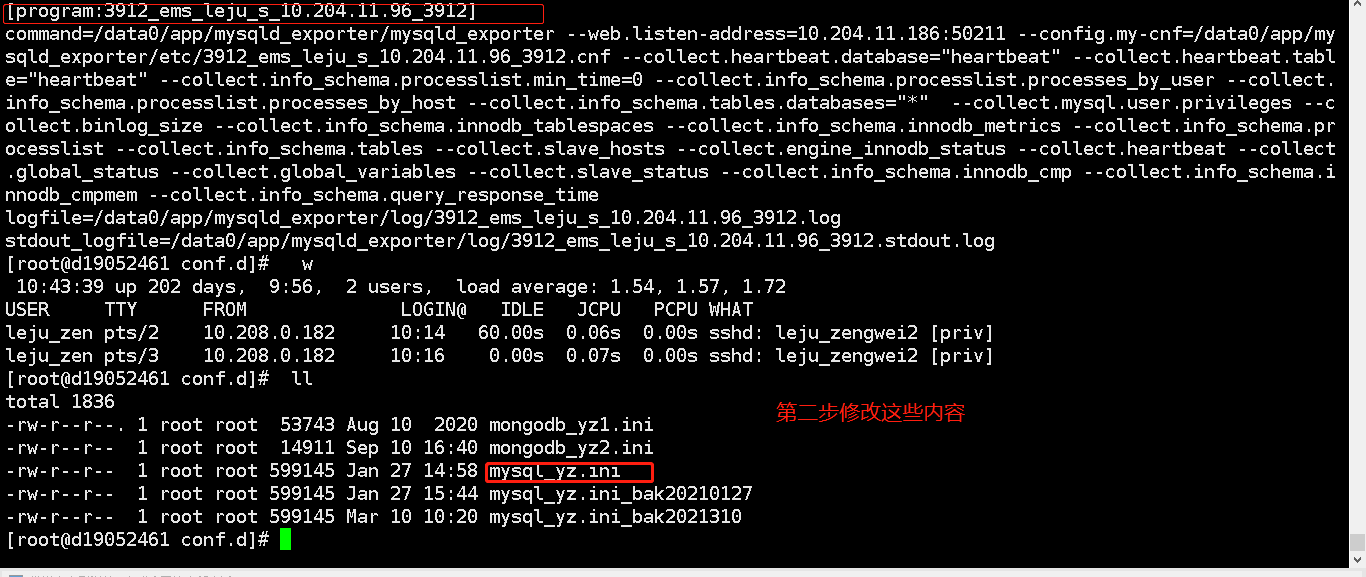 [program:3912_ems_leju_s_10.204.11.96_3912]
command=/data0/app/mysqld_exporter/mysqld_exporter --web.listen-address=10.204.11.186:50211 --config.my-cnf=/data0/app/my
sqld_exporter/etc/3912_ems_leju_s_10.204.11.96_3912.cnf --collect.heartbeat.database="heartbeat" --collect.heartbeat.tabl
e="heartbeat" --collect.info_schema.processlist.min_time=0 --collect.info_schema.processlist.processes_by_user --collect.
info_schema.processlist.processes_by_host --collect.info_schema.tables.databases="*"  --collect.mysql.user.privileges --c
ollect.binlog_size --collect.info_schema.innodb_tablespaces --collect.info_schema.innodb_metrics --collect.info_schema.pr
ocesslist --collect.info_schema.tables --collect.slave_hosts --collect.engine_innodb_status --collect.heartbeat --collect
.global_status --collect.global_variables --collect.slave_status --collect.info_schema.innodb_cmp --collect.info_schema.i
nnodb_cmpmem --collect.info_schema.query_response_time
logfile=/data0/app/mysqld_exporter/log/3912_ems_leju_s_10.204.11.96_3912.log
stdout_logfile=/data0/app/mysqld_exporter/log/3912_ems_leju_s_10.204.11.96_3912.stdout.log
[root@d19052461 conf.d]#   w
 10:43:39 up 202 days,  9:56,  2 users,  load average: 1.54, 1.57, 1.72
USER     TTY      FROM              LOGIN@   IDLE   JCPU   PCPU WHAT
leju_zen pts/2    10.208.0.182     10:14   60.00s  0.06s  0.00s sshd: leju_zengwei2 [priv]
leju_zen pts/3    10.208.0.182     10:16    0.00s  0.07s  0.00s sshd: leju_zengwei2 [priv]
[root@d19052461 conf.d]#  ll
total 1836
第二步修改这些内容
-rw-r--r--. 1 root root  53743 Aug 10  2020 mongodb_yz1.ini
-rw-r--r--  1 root root  14911 Sep 10 16:40 mongodb_yz2.ini
-rw-r--r--  1 root root 599145 Jan 27 14:58 mysql_yz.ini
-rw-r--r--  1 root root 599145 Jan 27 15:44 mysql_yz.ini_bak20210127
-rw-r--r--  1 root root 599145 Mar 10 10:20 mysql_yz.ini_bak2021310
[root@d19052461 conf.d]#